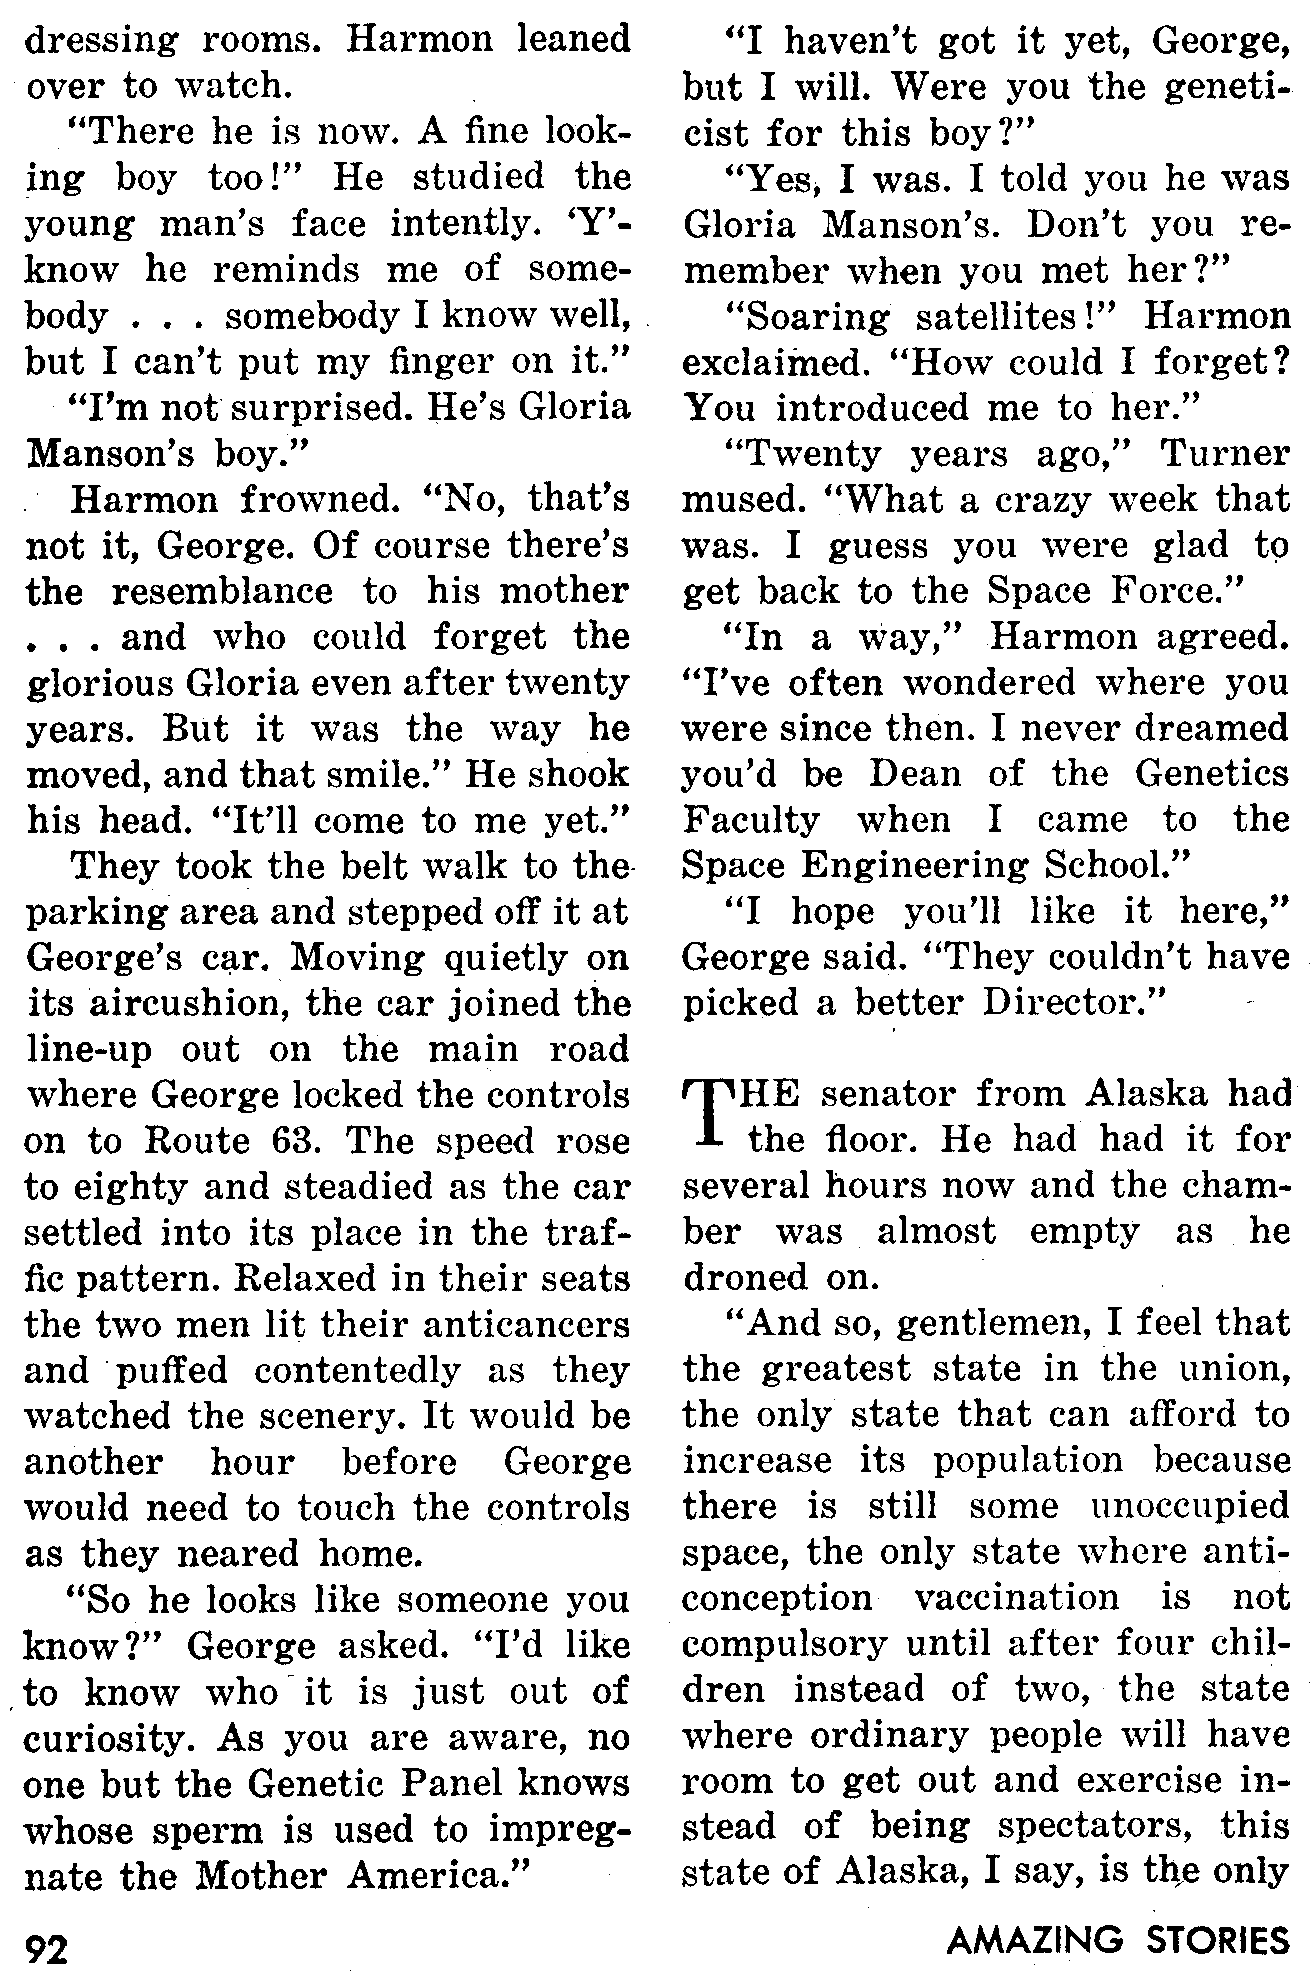 dressing rooms. Harmon leaned
over to watch.
“There he is now. A fine look-
ing boy too!” He studied the
young man’s face intently. ‘Y’-
know he reminds me of some-
body . . . somebody I know well,
but I can’t put my finger on it.”
“I’m not surprised. He’s Gloria
Manson’s boy.”
Harmon frowned. “No, that’s
not it, George. Of course there’s
the resemblance to his mother
. . . and who could forget the
glorious Gloria even after twenty
years. But it was the way he
moved, and that smile.” He shook
his head. “It’ll come to me yet.”
They took the belt walk to the
parking area and stepped off it at
George’s car. Moving quietly on
its aircushion, the car joined the
line-up out on the main road
where George locked the controls
on to Route 63. The speed rose
to eighty and steadied as the car
settled into its place in the traf-
fic pattern. Relaxed in their seats
the two men lit their anticancers
and puffed contentedly as they
watched the scenery. It would be
another hour before George
would need to touch the controls
as they neared home.
“So he looks like someone you
know?” George asked. “I’d like
to know who it is just out of
curiosity. As you are aware, no
one but the Genetic Panel knows
whose sperm is used to impreg-
nate the Mother America.”
“I haven’t got it yet, George,
but I will. Were you the geneti-
cist for this boy?”
“Yes, I was. I told you he was
Gloria Manson’s. Don’t you re-
member when you met her?”
“Soaring satellites!” Harmon
exclaimed. “How could I forget?
You introduced me to her.”
“Twenty years ago,” Turner
mused. “What a crazy week that
was. I guess you were glad to
get back to the Space Force.”
“In a way,” Harmon agreed.
“I’ve often wondered where you
were since then. I never dreamed
you’d be Dean of the Genetics
Faculty when I came to the
Space Engineering School.”
“I hope you’ll like it here,”
George said. “They couldn’t have
picked a better Director.”
THE senator from Alaska had
the floor. He had had it for
several hours now and the cham-
ber was almost empty as he
droned on.
“And so, gentlemen, I feel that
the greatest state in the union,
the only state that can afford to
increase its population because
there is still some unoccupied
space, the only state where anti-
conception vaccination is not
compulsory until after four chil-
dren instead of two, the state
where ordinary people will have
room to get out and exercise in-
stead of being spectators, this
state of Alaska, I say, is the only
92
AMAZING STORIES